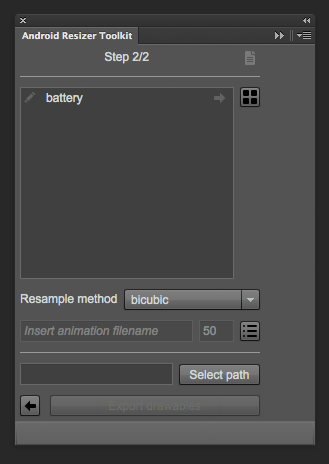 Android Resizer Toolkit
Step 2/2
battery
Resample method bicubic
Insert animation filename 50
Select path
Export drawables